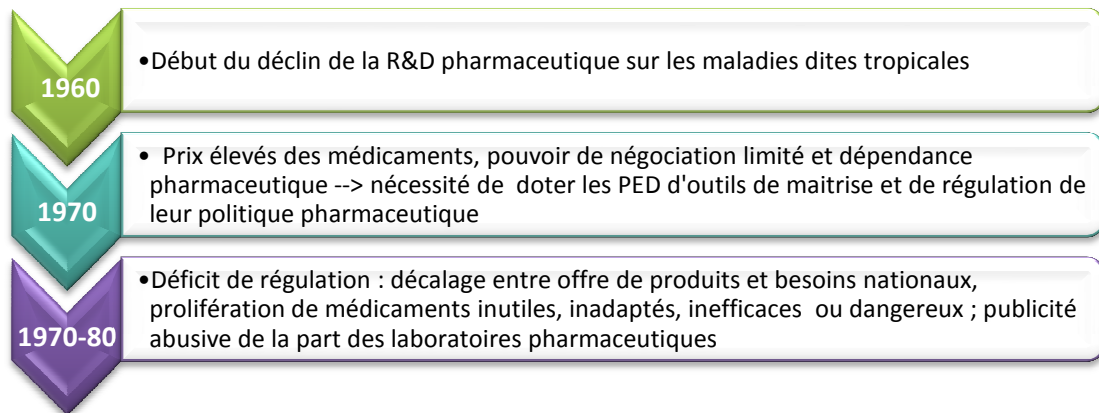 1960
•Début du déclin de la R&D pharmaceutique sur les maladies dites tropicales
1970
• Prix élevés des médicaments, pouvoir de négociation limité et dépendance
pharmaceutique --> nécessité de doter les PED d'outils de maitrise et de régulation de
leur politique pharmaceutique
1970-80
•Déficit de régulation : décalage entre offre de produits et besoins nationaux,
prolifération de médicaments inutiles, inadaptés, inefficaces ou dangereux ; publicité
abusive de la part des laboratoires pharmaceutiques